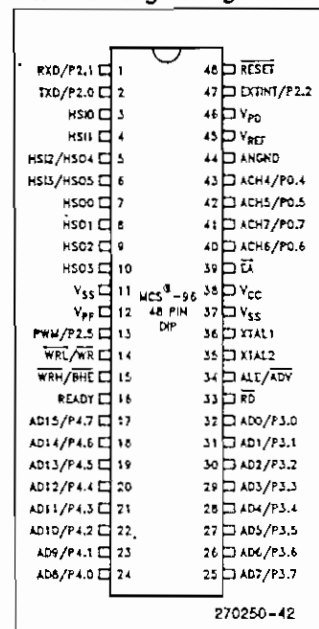 RXD/P2.1 1 48 RESET
TXD/P2.0 2 47 EXTINT/P2.2
HSI0 3 46 VPD
HSI1 4 45 VREF
HSI2/HSO4 5 44 ANGND
HSI3/HSO5 6 43 ACH4/P0.4
HSO0 7 42 ACH5/P0.5
HSO1 8 41 ACH7/P0.7
HSO2 9 40 ACH6/P0.6
HSO3 10 39 EA
VSS 11 38 VCC
MCS®-96
VPP 12 37 VSS
48 PIN
PWM/P2.5 13 36 XTAL1
DIP
WRL/WR 14 35 XTAL2
WRH/BHE 15 34 ALE/ADV
READY 16 33 RD
AD15/P4.7 17 32 AD0/P3.0
AD14/P4.6 18 31 AD1/P3.1
AD13/P4.5 19 30 AD2/P3.2
AD12/P4.4 20 29 AD3/P3.3
AD11/P4.3 21 28 AD4/P3.4
AD10/P4.2 22 27 AD5/P3.5
AD9/P4.1 23 26 AD6/P3.6
AD8/P4.0 24 25 AD7/P3.7
270250-42